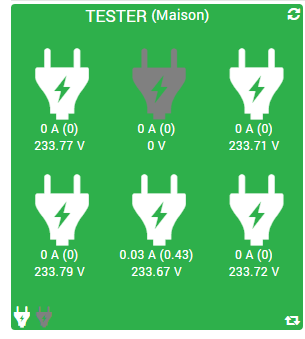 TESTER (Maison)
0 A (0) 0 A (0) 0 A (0)
233.77 V 0 V 233.71 V
0 A (0) 0.03 A (0.43) 0 A (0)
233.79 V 233.67 V 233.72 V